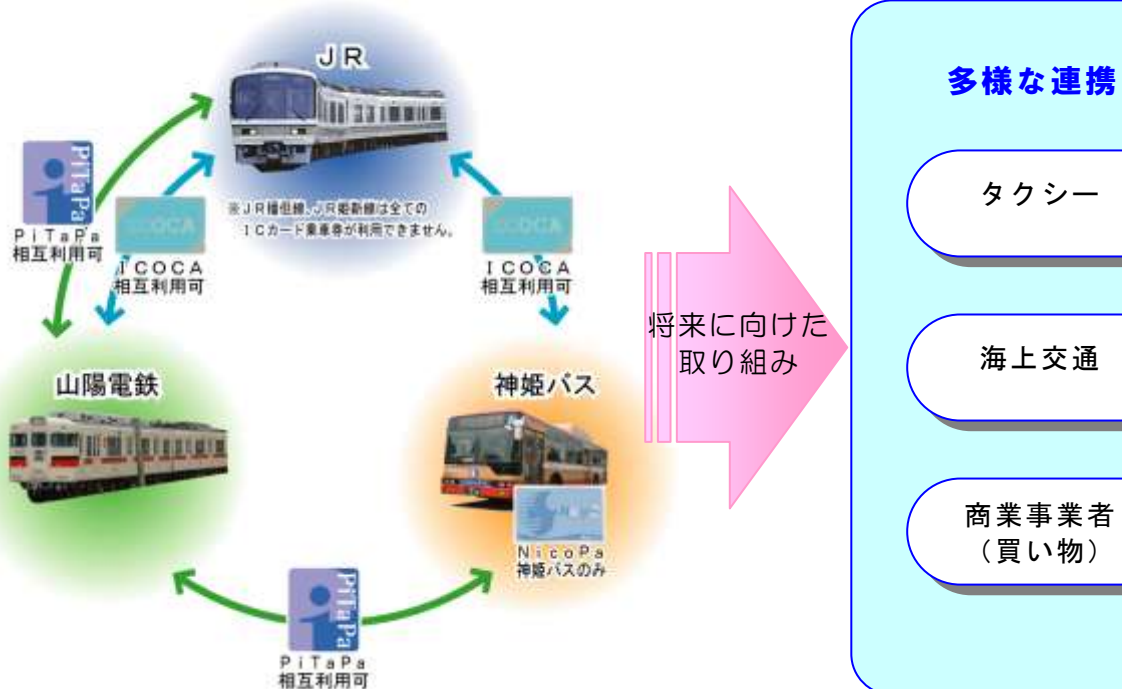 JR
※JR播但線、JR姫新線は全ての
ICカード乗車券が利用できません。
PiTaPa
PiTaPa
相互利用可
ICOCA
ICOCA
相互利用可
ICOCA
ICOCA
相互利用可
山陽電鉄
神姫バス
NicoPa
神姫バスのみ
PiTaPa
PiTaPa
相互利用可
将来に向けた
取り組み
多様な連携
タクシー
海上交通
商業事業者
（買い物）